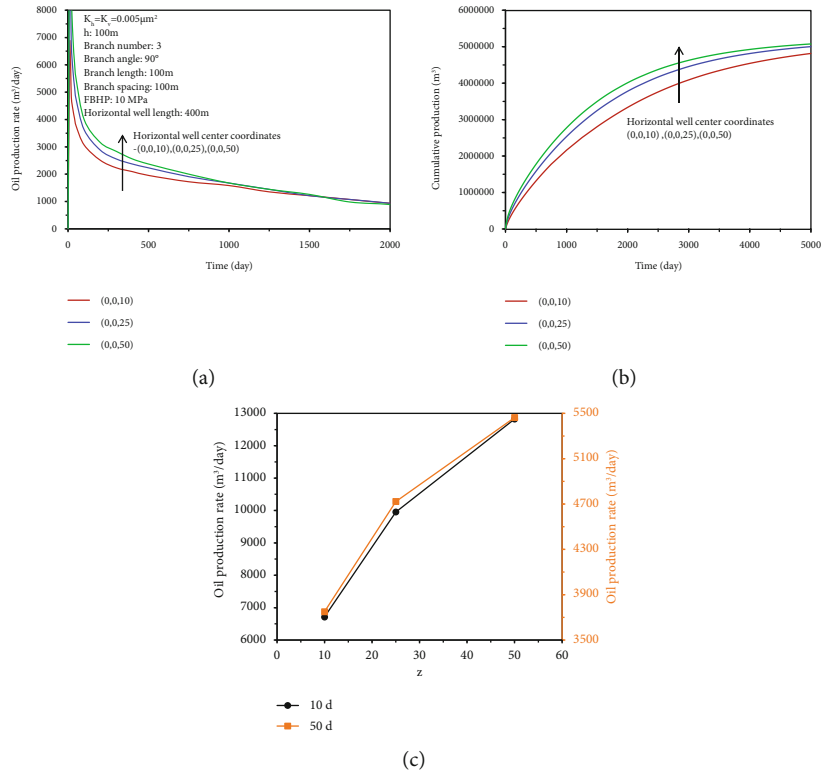 8000
7000
6000
5000
4000
3000
2000
1000
0
Oil production rate (m³/day)
Kₕ=Kᵥ=0.005μm²
h: 100m
Branch number: 3
Branch angle: 90°
Branch length: 100m
Branch spacing: 100m
FBHP: 10 MPa
Horizontal well length: 400m
Horizontal well center coordinates
-(0,0,10),(0,0,25),(0,0,50)
0 500 1000 1500 2000
Time (day)
(0,0,10)
(0,0,25)
(0,0,50)
(a)
6000000
5000000
4000000
3000000
2000000
1000000
0
Cumulative production (m³)
Horizontal well center coordinates
(0,0,10) ,(0,0,25),(0,0,50)
0 1000 2000 3000 4000 5000
Time (day)
(0,0,10)
(0,0,25)
(0,0,50)
(b)
13000
12000
11000
10000
9000
8000
7000
6000
Oil production rate (m³/day)
5500
5100
4700
4300
3900
3500
Oil production rate (m³/day)
0 10 20 30 40 50 60
z
10 d
50 d
(c)